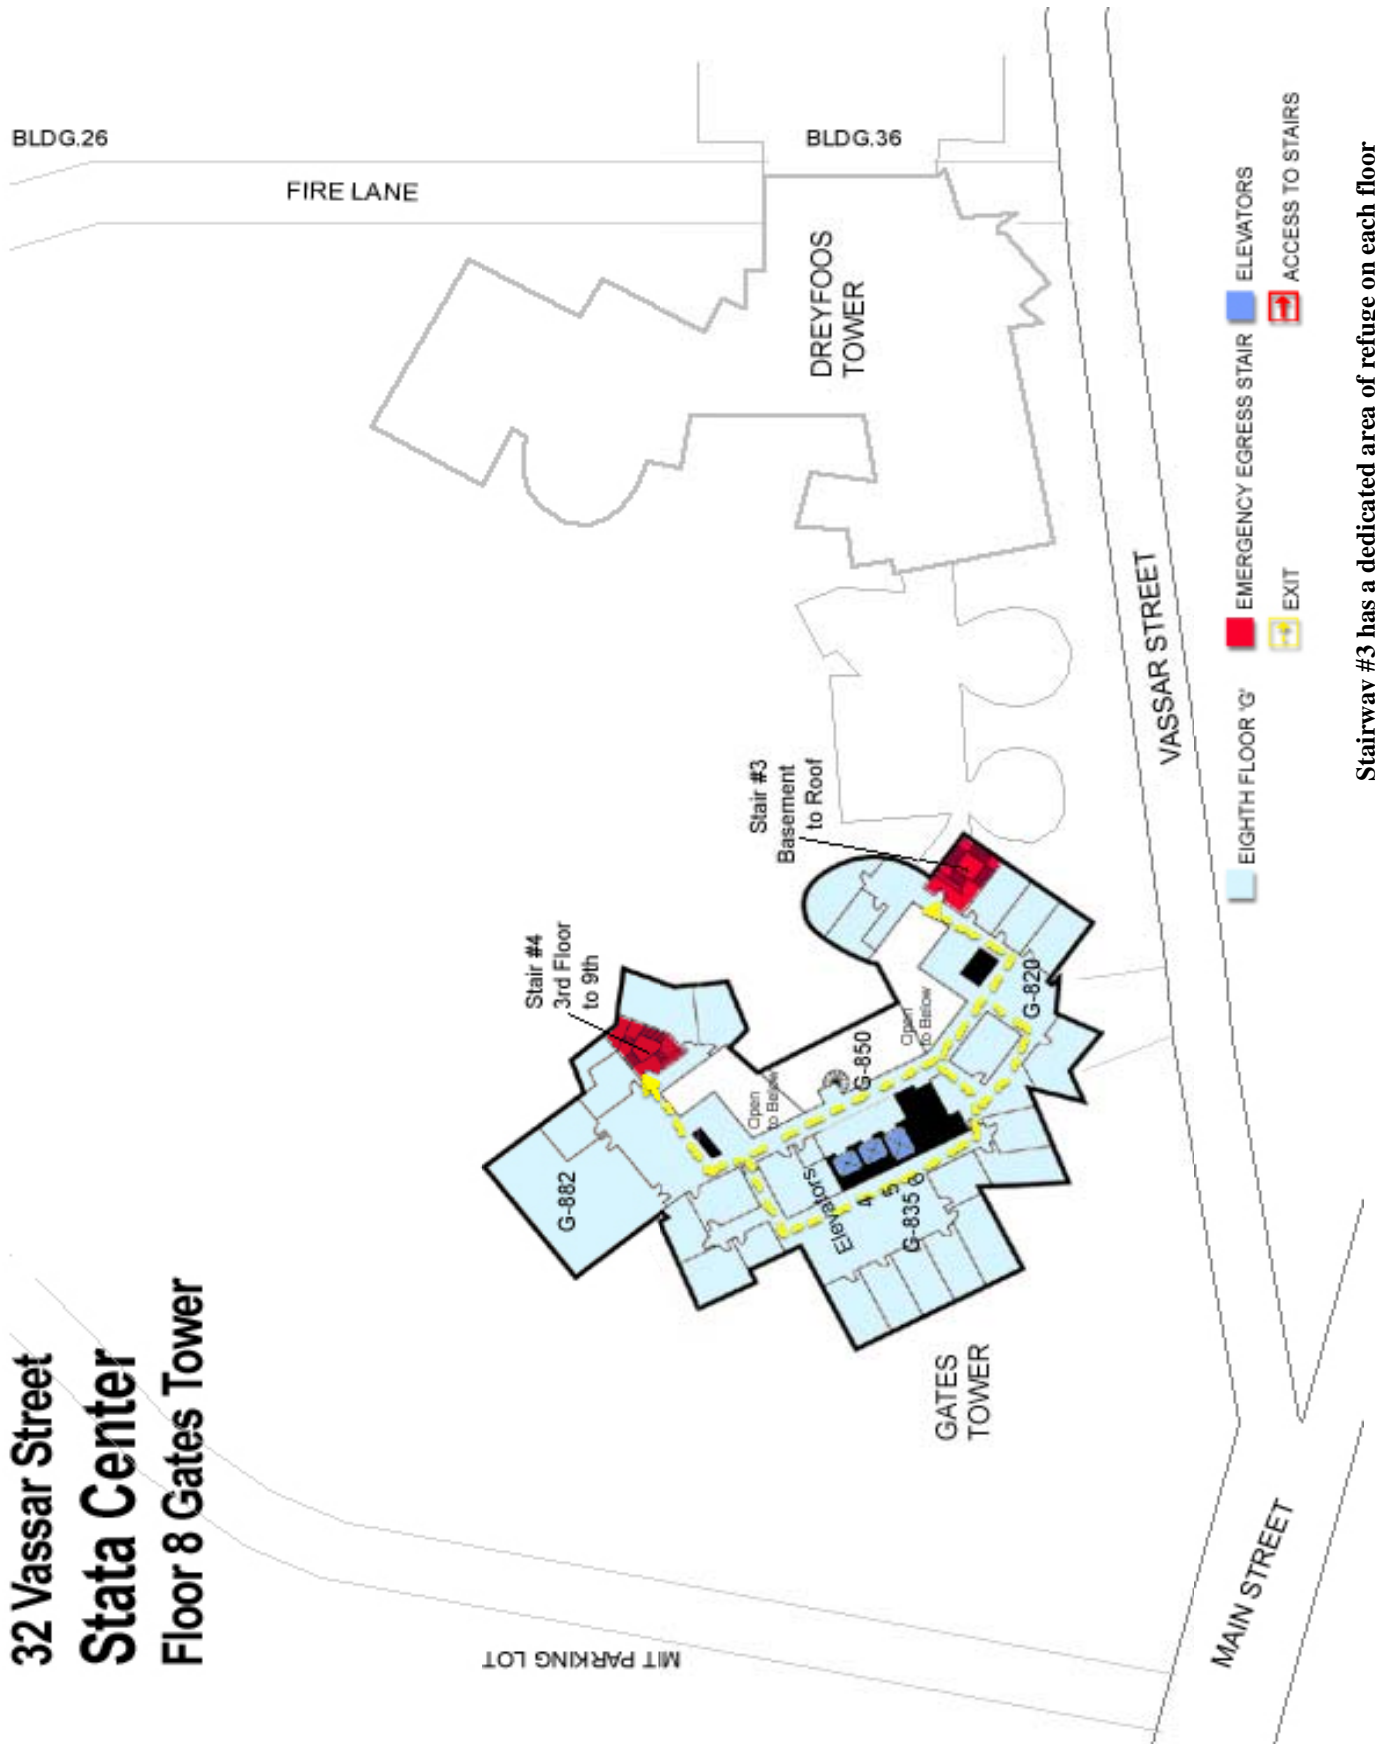 32 Vassar Street
Stata Center
Floor 8 Gates Tower
BLDG.26
FIRE LANE
BLDG.36
DREYFOOS
TOWER
Stair #4
3rd Floor
to 9th
Stair #3
Basement
to Roof
G-882
Open
to Below
G-850
Open
to Below
G-820
Elevators
4
5
6
G-835
GATES
TOWER
MIT PARKING LOT
VASSAR STREET
MAIN STREET
EIGHTH FLOOR 'G'
EMERGENCY EGRESS STAIR
ELEVATORS
EXIT
ACCESS TO STAIRS
Stairway #3 has a dedicated area of refuge on each floor